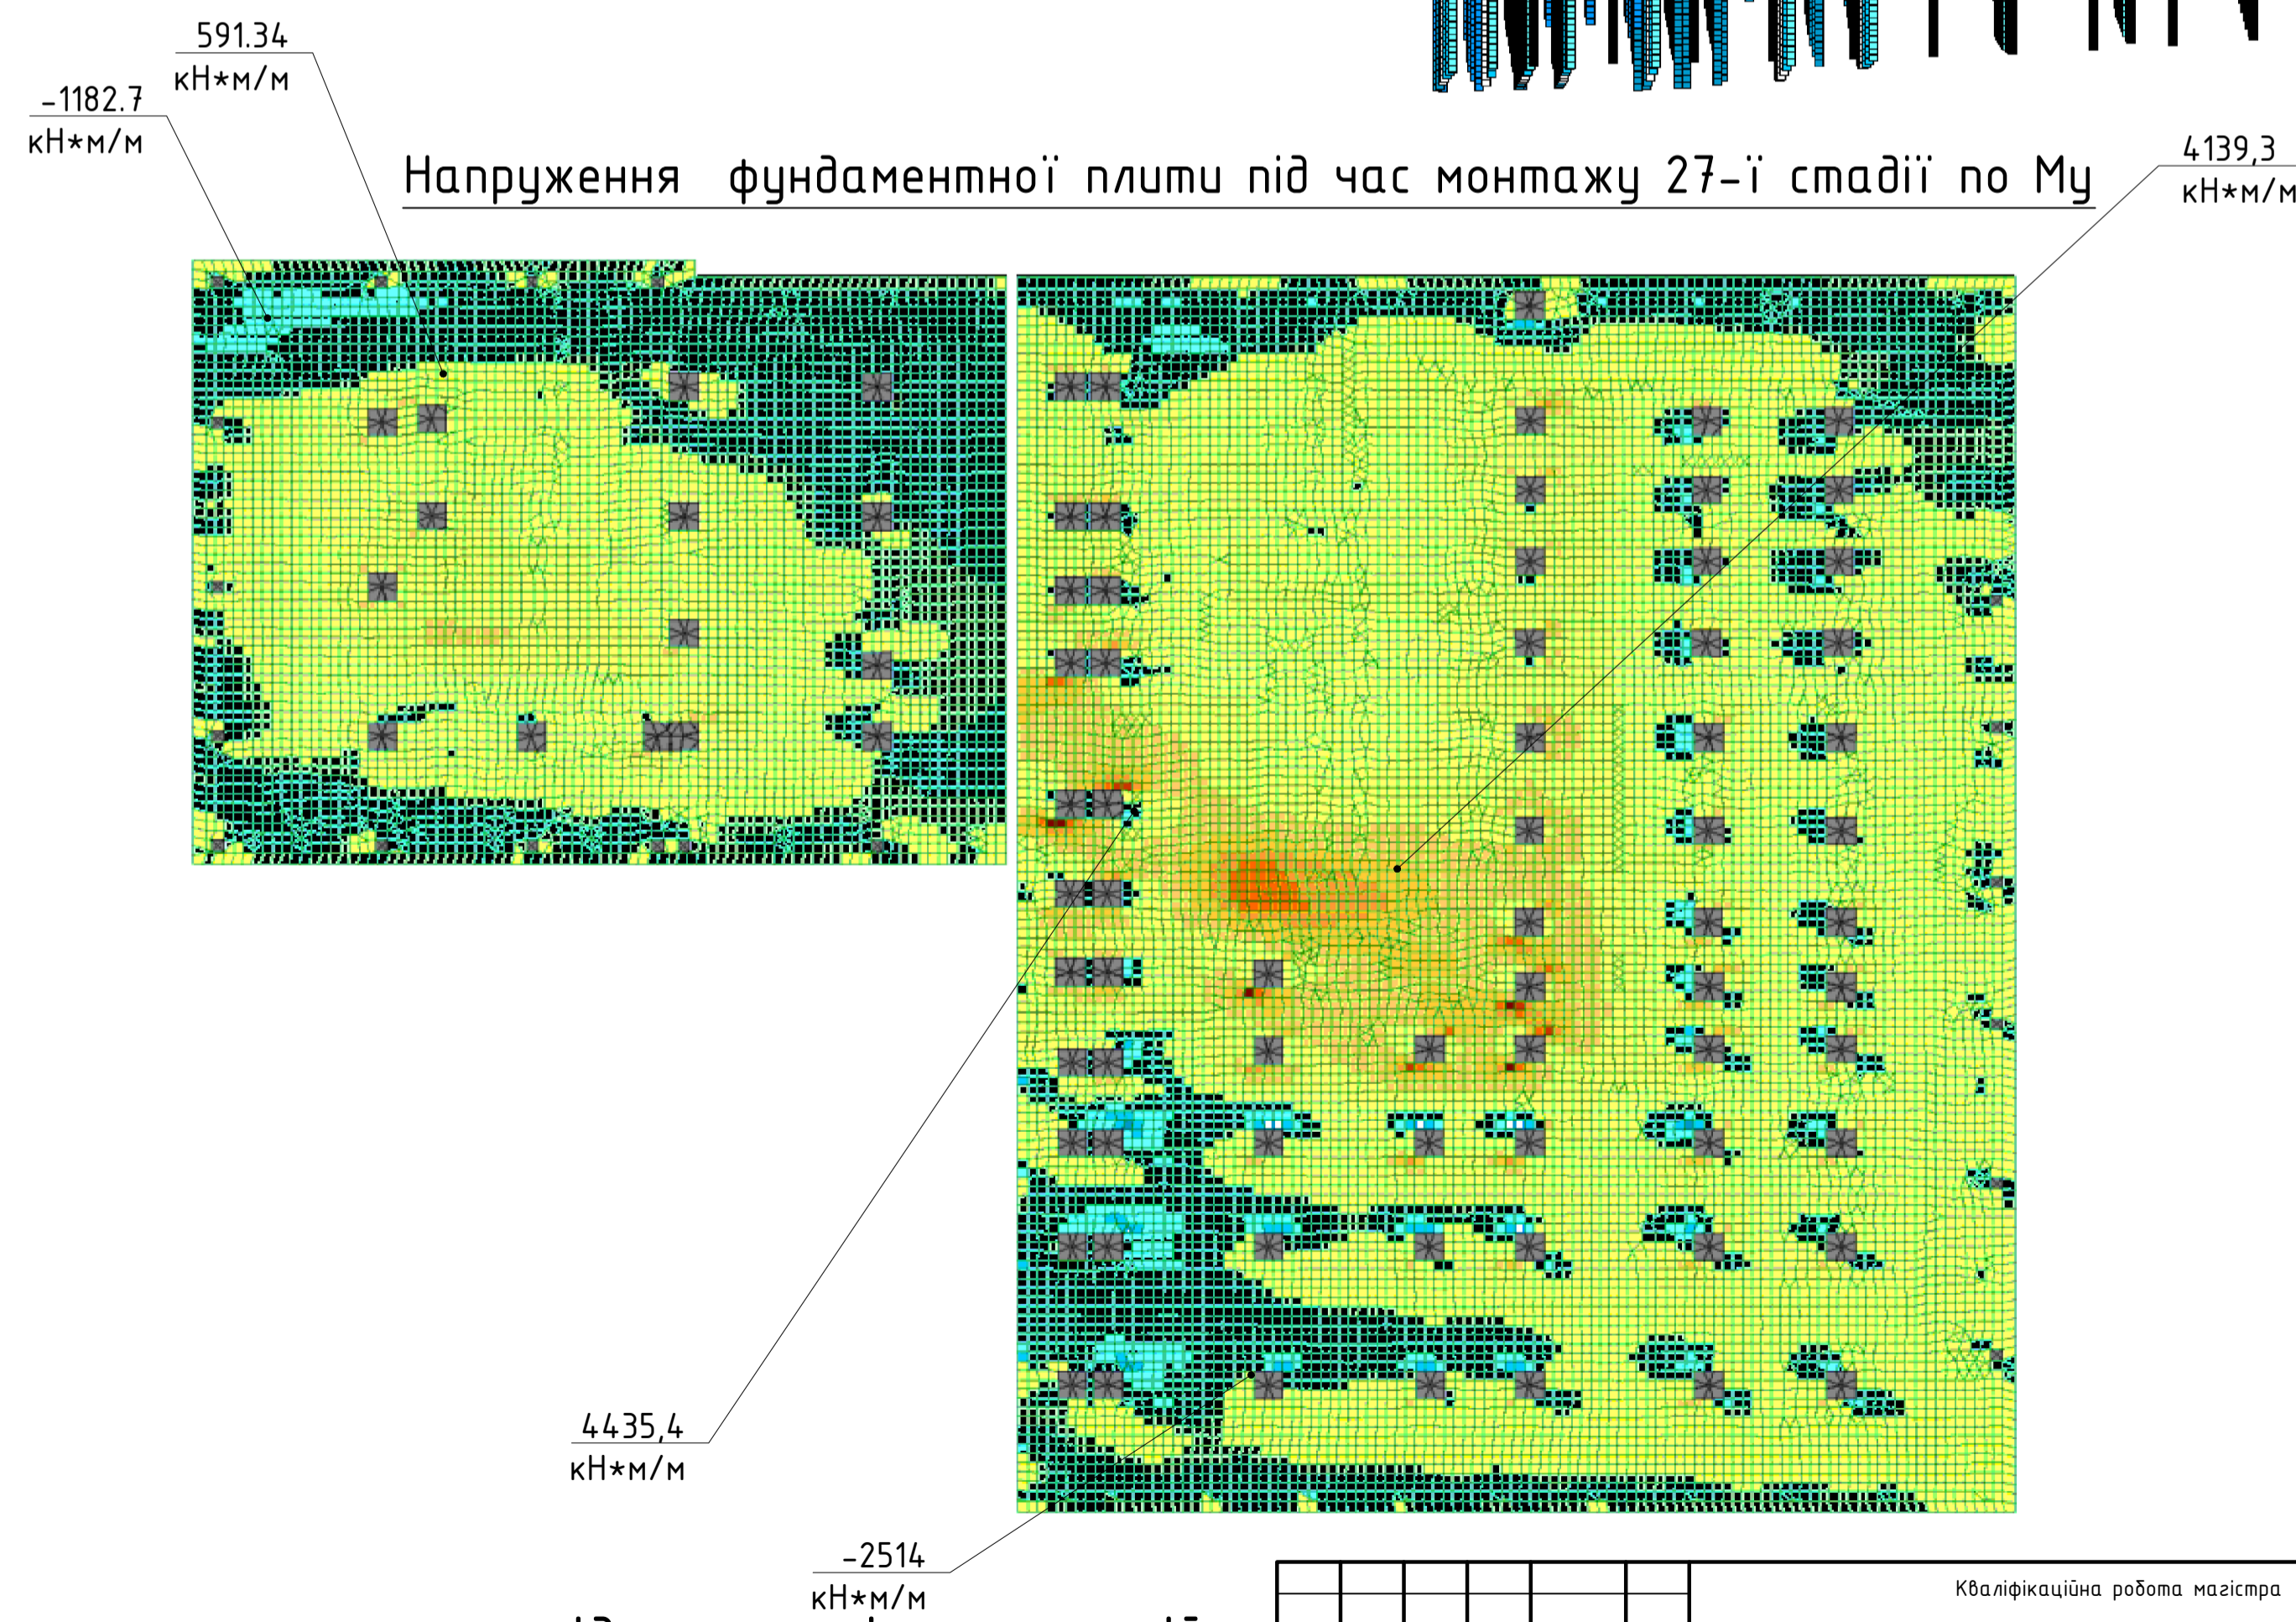 591.34
кН*м/м
-1182.7
кН*м/м
4139,3
кН*м/м
Напруження фундаментної плити під час монтажу 27-ї стадії по Му
4435,4
кН*м/м
-2514
кН*м/м
Кваліфікаційна робота магістра